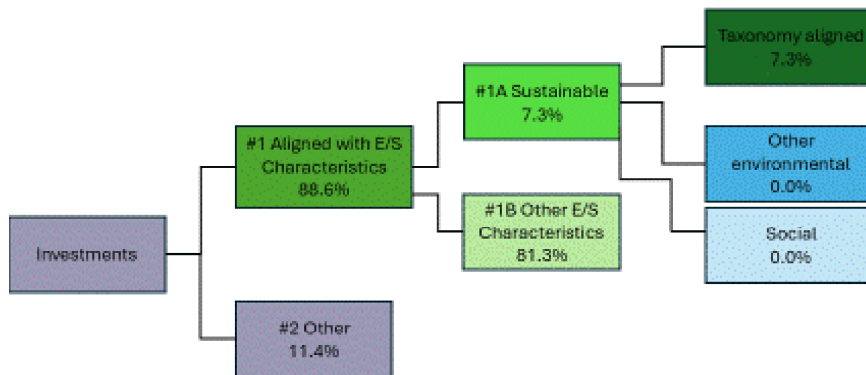 Investments
#1 Aligned with E/S
Characteristics
88.6%
#2 Other
11.4%
#1A Sustainable
7.3%
#1B Other E/S
Characteristics
81.3%
Taxonomy aligned
7.3%
Other
environmental
0.0%
Social
0.0%